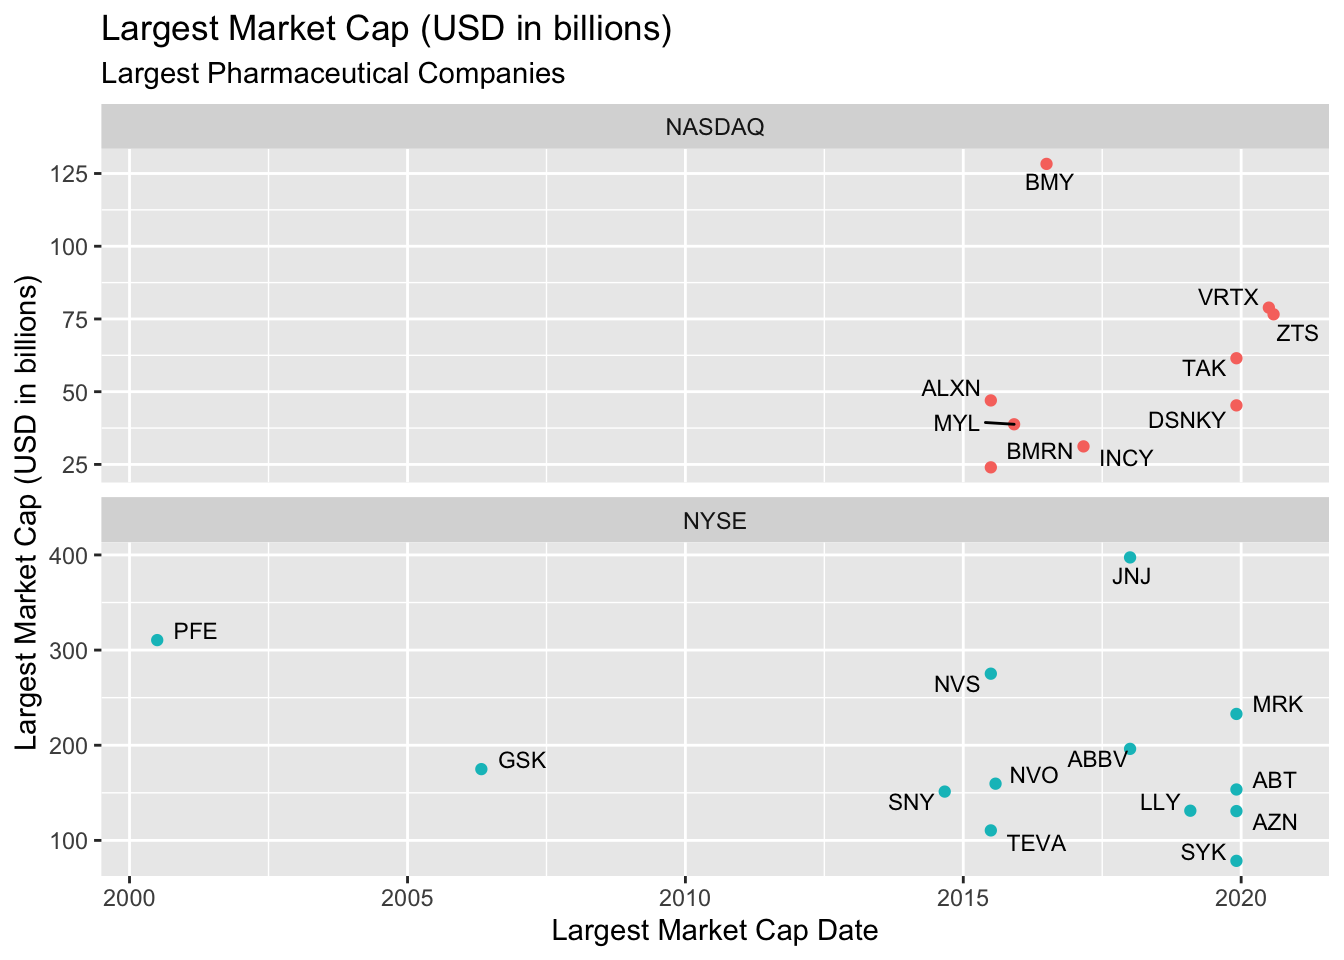 Largest Market Cap (USD in billions)
Largest Pharmaceutical Companies
NASDAQ
125
BMY
100
VRTX
75
ZTS
TAK
ALXN
50
MYL
DSNKY
BMRN
INCY
25
NYSE
400
JNJ
PFE
300
NVS
MRK
200
GSK
ABBV
NVO
ABT
SNY
LLY
AZN
100
TEVA
SYK
2000
2005
2010
2015
2020
Largest Market Cap Date
Largest Market Cap (USD in billions)